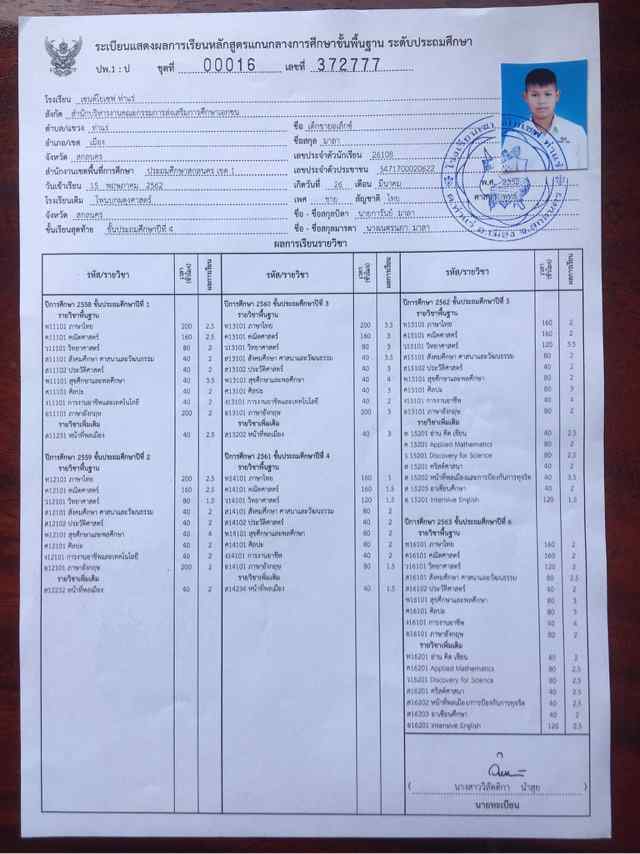 ระเบียนแสดงผลการเรียนหลักสูตรแกนกลางการศึกษาขั้นพื้นฐาน ระดับประถมศึกษา
ปพ.1 : ป ชุดที่ 00016 เลขที่ 372777
โรงเรียน เซนต์โยเซฟ ท่าแร่
สังกัด สำนักบริหารงานคณะกรรมการส่งเสริมการศึกษาเอกชน
ตำบล/แขวง ท่าแร่
อำเภอ/เขต เมือง
จังหวัด สกลนคร
สำนักงานเขตพื้นที่การศึกษา ประถมศึกษาสกลนคร เขต 1
วันเข้าเรียน 15 พฤษภาคม 2562
โรงเรียนเดิม
จังหวัด สกลนคร
ชั้นเรียนสุดท้าย ชั้นประถมศึกษาปีที่ 4
ชื่อ เด็กชายอเล็กซ์
ชื่อสกุล มาลา
เลขประจำตัวนักเรียน 26108
เลขประจำตัวประชาชน
เกิดวันที่ 26 เดือน มีนาคม พ.ศ.
เพศ ชาย สัญชาติ ไทย ศาสนา
ชื่อ - ชื่อสกุลบิดา มาลา
ชื่อ - ชื่อสกุลมารดา มาลา
ผลการเรียนรายวิชา
รหัส/รายวิชา เวลา (ชั่วโมง) ผลการเรียน
ปีการศึกษา 2558 ชั้นประถมศึกษาปีที่ 1
รายวิชาพื้นฐาน
ท11101 ภาษาไทย 200 2.5
ค11101 คณิตศาสตร์ 160 2.5
ว11101 วิทยาศาสตร์ 80 2
ส11101 สังคมศึกษา ศาสนาและวัฒนธรรม 40 2
ส11102 ประวัติศาสตร์ 40 2
พ11101 สุขศึกษาและพลศึกษา 40 3.5
ศ11101 ศิลปะ 40 2
ง11101 การงานอาชีพและเทคโนโลยี 40 2
อ11101 ภาษาอังกฤษ 200 2
รายวิชาเพิ่มเติม
ส11231 หน้าที่พลเมือง 40 2.5
ปีการศึกษา 2559 ชั้นประถมศึกษาปีที่ 2
รายวิชาพื้นฐาน
ท12101 ภาษาไทย 200 2.5
ค12101 คณิตศาสตร์ 160 2.5
ว12101 วิทยาศาสตร์ 80 2.5
ส12101 สังคมศึกษา ศาสนาและวัฒนธรรม 40 2
ส12102 ประวัติศาสตร์ 40 2
พ12101 สุขศึกษาและพลศึกษา 40 4
ศ12101 ศิลปะ 40 2
ง12101 การงานอาชีพและเทคโนโลยี 40 2
อ12101 ภาษาอังกฤษ 200 2
รายวิชาเพิ่มเติม
ส12232 หน้าที่พลเมือง 40 2
รหัส/รายวิชา เวลา (ชั่วโมง) ผลการเรียน
ปีการศึกษา 2560 ชั้นประถมศึกษาปีที่ 3
รายวิชาพื้นฐาน
ท13101 ภาษาไทย 200 3.5
ค13101 คณิตศาสตร์ 160 3
ว13101 วิทยาศาสตร์ 80 3
ส13101 สังคมศึกษา ศาสนาและวัฒนธรรม 40 3.5
ส13102 ประวัติศาสตร์ 40 3
พ13101 สุขศึกษาและพลศึกษา 40 4
ศ13101 ศิลปะ 40 3
ง13101 การงานอาชีพและเทคโนโลยี 40 2
อ13101 ภาษาอังกฤษ 200 3
รายวิชาเพิ่มเติม
ส13202 หน้าที่พลเมือง 40 3
ปีการศึกษา 2561 ชั้นประถมศึกษาปีที่ 4
รายวิชาพื้นฐาน
ท14101 ภาษาไทย 160 1
ค14101 คณิตศาสตร์ 160 1.5
ว14101 วิทยาศาสตร์ 120 1.5
ส14101 สังคมศึกษา ศาสนาและวัฒนธรรม 80 2
ส14102 ประวัติศาสตร์ 40 2
พ14101 สุขศึกษาและพลศึกษา 80 2
ศ14101 ศิลปะ 80 2
ง14101 การงานอาชีพ 40 2
อ14101 ภาษาอังกฤษ 80 1.5
รายวิชาเพิ่มเติม
ส14234 หน้าที่พลเมือง 40 1.5
รหัส/รายวิชา เวลา (ชั่วโมง) ผลการเรียน
ปีการศึกษา 2562 ชั้นประถมศึกษาปีที่ 5
รายวิชาพื้นฐาน
ท15101 ภาษาไทย 160 2
ค15101 คณิตศาสตร์ 160 2
ว15101 วิทยาศาสตร์ 120 3.5
ส15101 สังคมศึกษา ศาสนาและวัฒนธรรม 80 2
ส15102 ประวัติศาสตร์ 40 2
พ15101 สุขศึกษาและพลศึกษา 80 2
ศ15101 ศิลปะ 80 3
ง15101 การงานอาชีพ 40 4
อ15101 ภาษาอังกฤษ 80 2
รายวิชาเพิ่มเติม
ท 15201 อ่าน คิด เขียน 40 2.5
ค 15201 Applied Mathematics 80 2
ว 15201 Discovery for Science 80 2.5
ส 15201 คริสต์ศาสนา 40 2
ส 15202 หน้าที่พลเมืองและการป้องกันการทุจริต 40 3.5
ส 15203 อาเซียนศึกษา 40 2
อ 15201 Intensive English 120 1.5
ปีการศึกษา 2563 ชั้นประถมศึกษาปีที่ 6
รายวิชาพื้นฐาน
ท16101 ภาษาไทย 160 2
ค16101 คณิตศาสตร์ 160 2
ว16101 วิทยาศาสตร์ 120 2
ส16101 สังคมศึกษา ศาสนาและวัฒนธรรม 80 2.5
ส16102 ประวัติศาสตร์ 40 2
พ16101 สุขศึกษาและพลศึกษา 80 3
ศ16101 ศิลปะ 80 3
ง16101 การงานอาชีพ 40 4
อ16101 ภาษาอังกฤษ 80 2
รายวิชาเพิ่มเติม
ท16201 อ่าน คิด เขียน 40 2
ค16201 Applied Mathematics 80 2.5
ว16201 Discovery for Science 80 2.5
ส16201 คริสต์ศาสนา 40 2.5
ส16202 หน้าที่พลเมือง/การป้องกันการทุจริต 40 2.5
ส16203 อาเซียนศึกษา 40 2
อ16201 Intensive English 120 2.5
นายทะเบียน